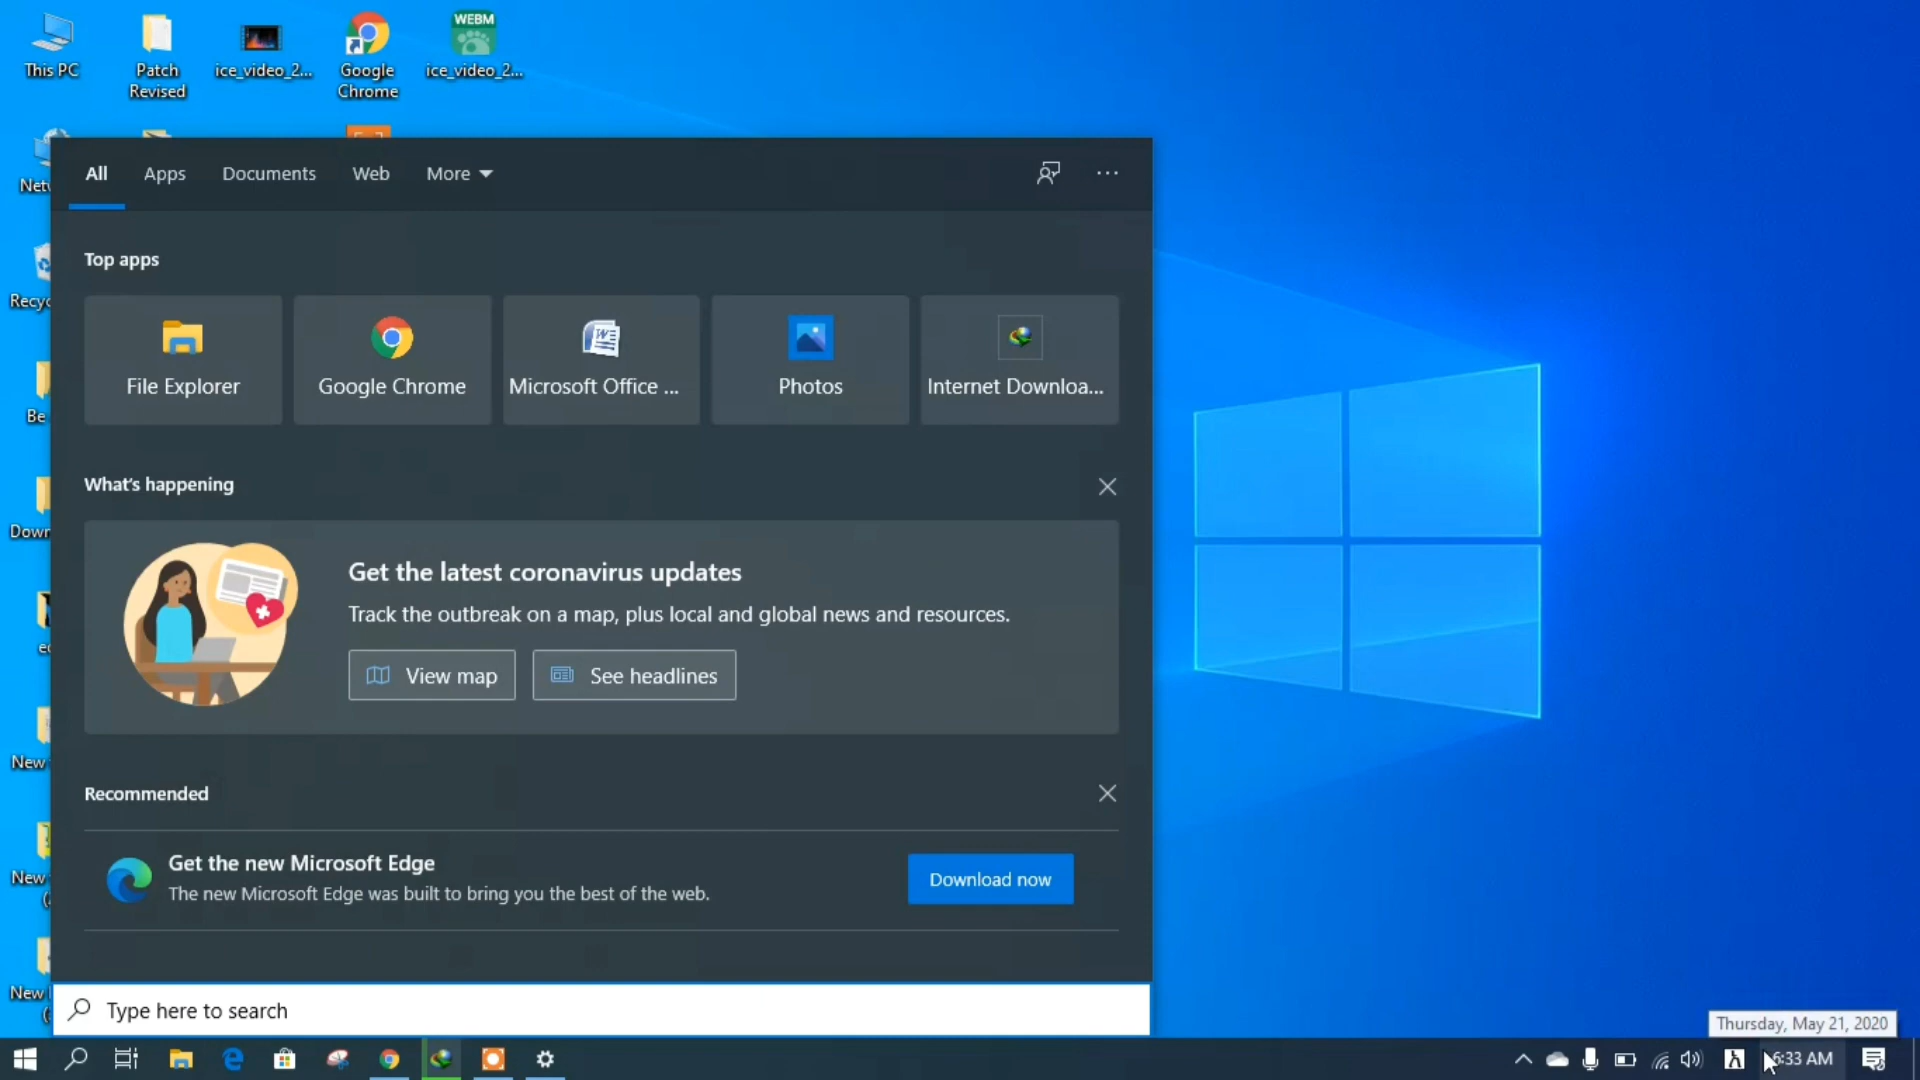 This PC
Patch
Revised
ice_video_2...
Google
Chrome
WEBM
ice_video_2...
Recyc
Be
Down
New
New
New
All
Apps
Documents
Web
More
Top apps
File Explorer
Google Chrome
Microsoft Office ...
Photos
Internet Downloa...
What's happening
Get the latest coronavirus updates
Track the outbreak on a map, plus local and global news and resources.
View map
See headlines
Recommended
Get the new Microsoft Edge
The new Microsoft Edge was built to bring you the best of the web.
Download now
Type here to search
Thursday, May 21, 2020
6:33 AM